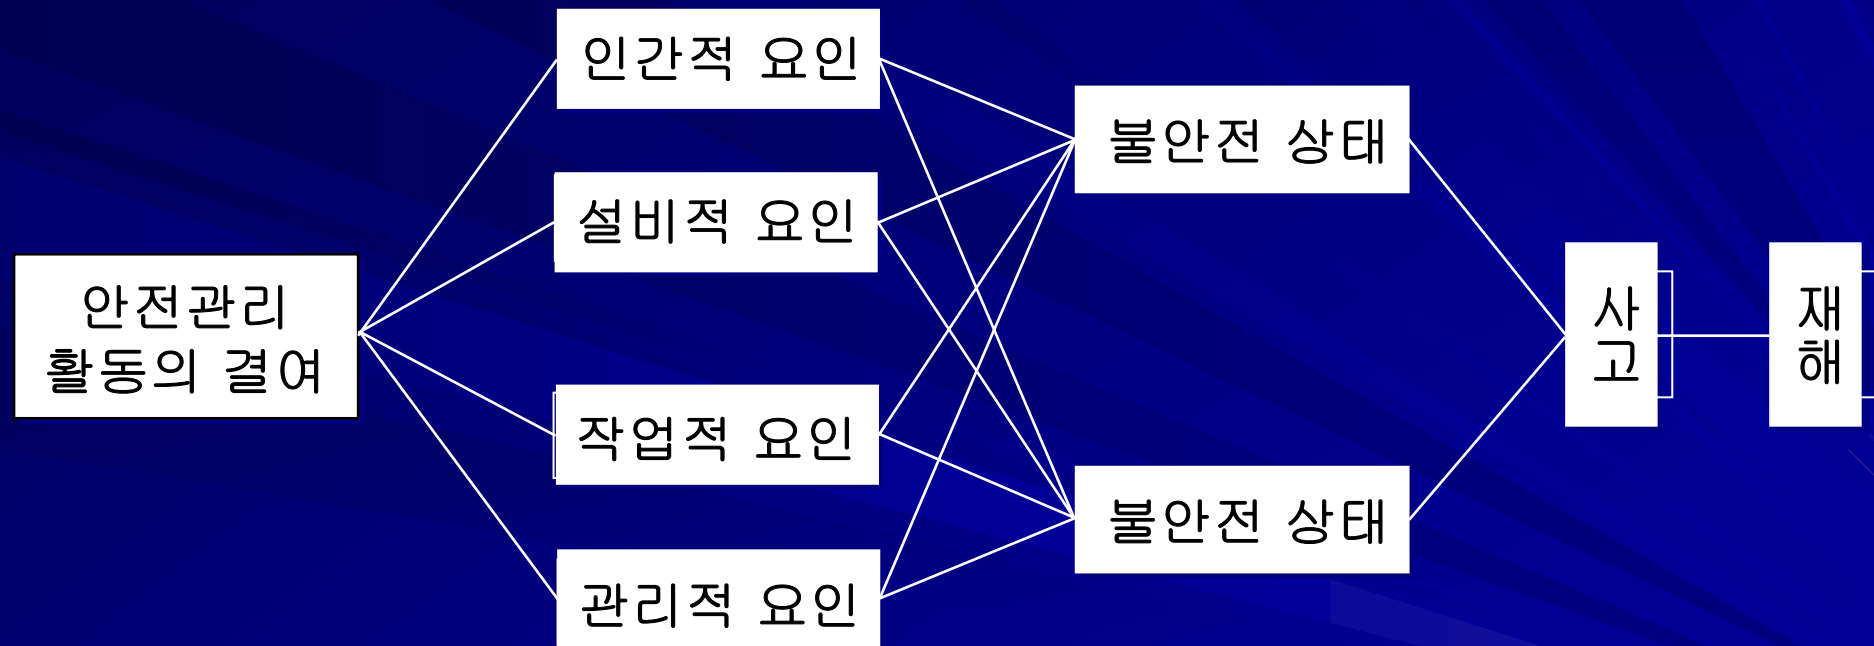 인간적 요인
설비적 요인
안전관리
활동의 결여
작업적 요인
관리적 요인
불안전 상태
불안전 상태
사
고
재
해